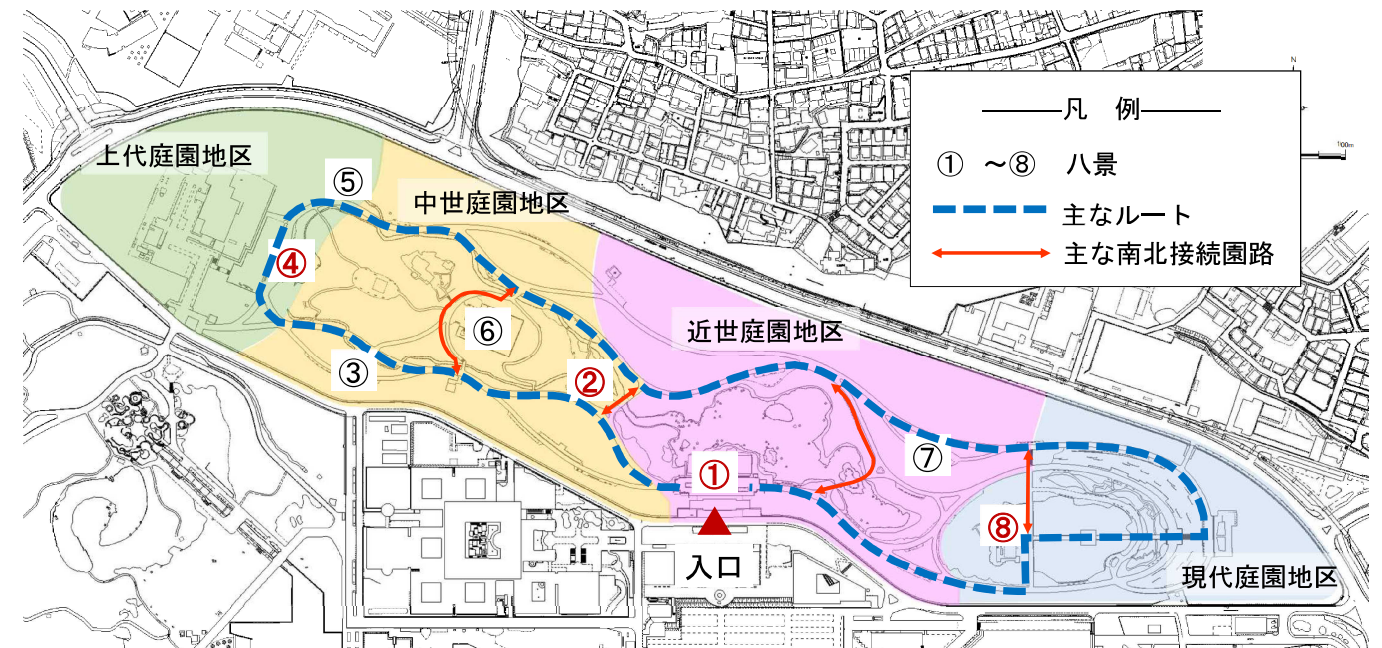 凡 例
① ~⑧ 八景
主なルート
主な南北接続園路
N
100m
上代庭園地区
中世庭園地区
近世庭園地区
現代庭園地区
⑤
④
⑥
③
②
①
⑦
⑧
入口